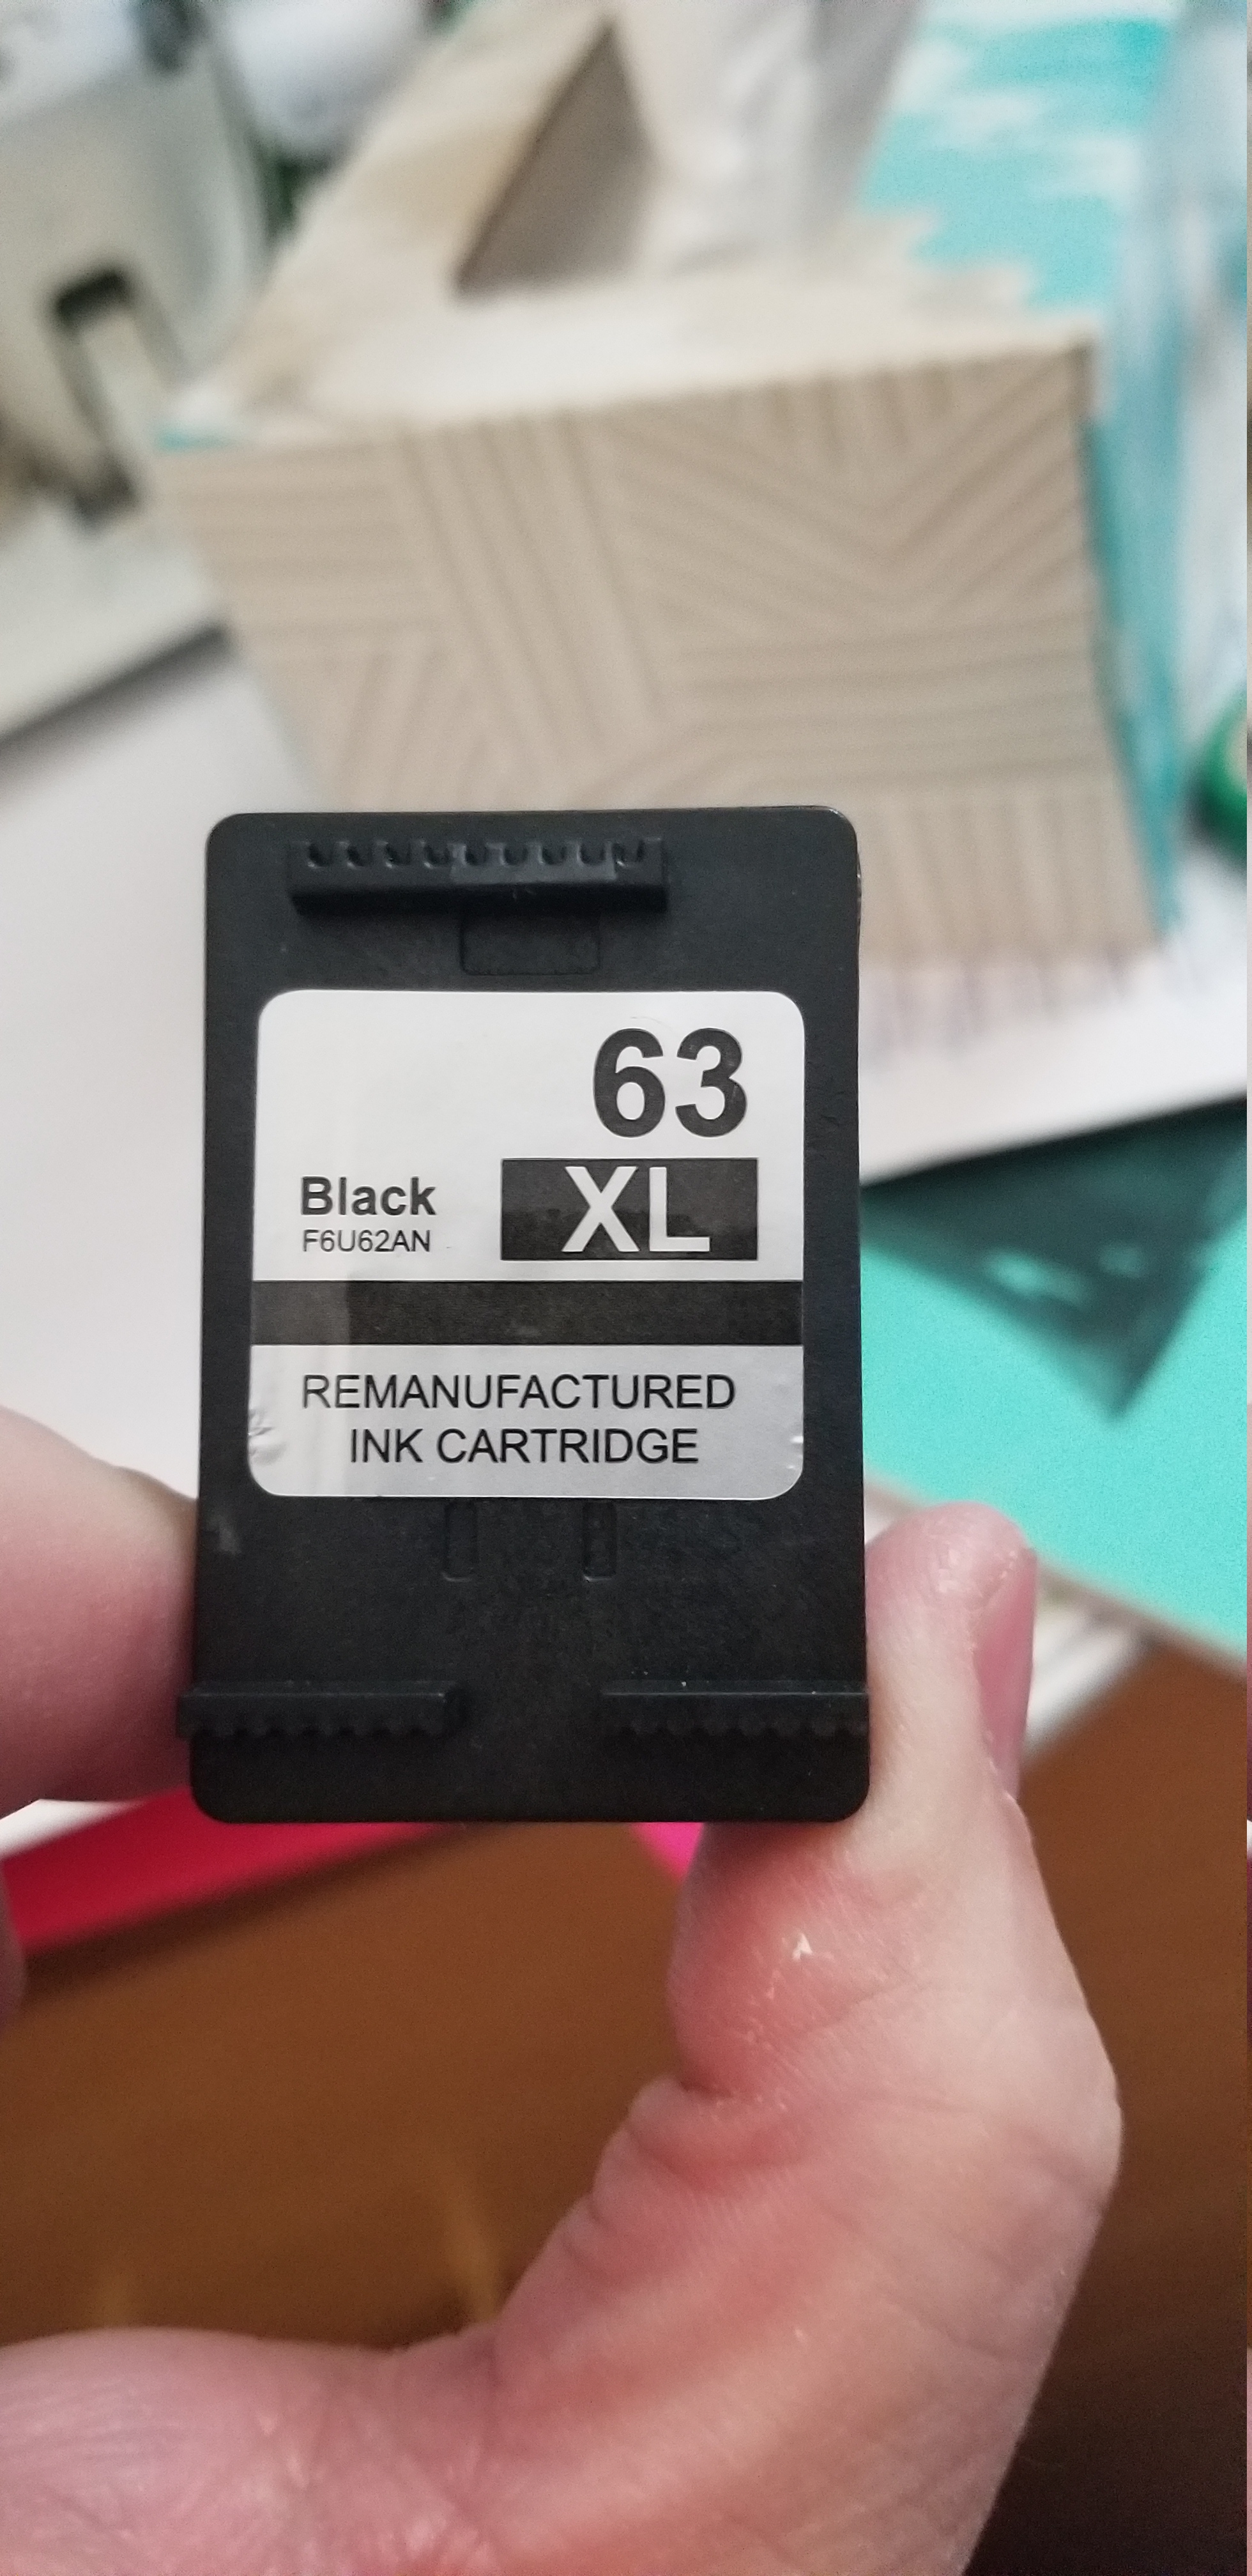 63
XL
Black
F6U62AN
REMANUFACTURED
INK CARTRIDGE